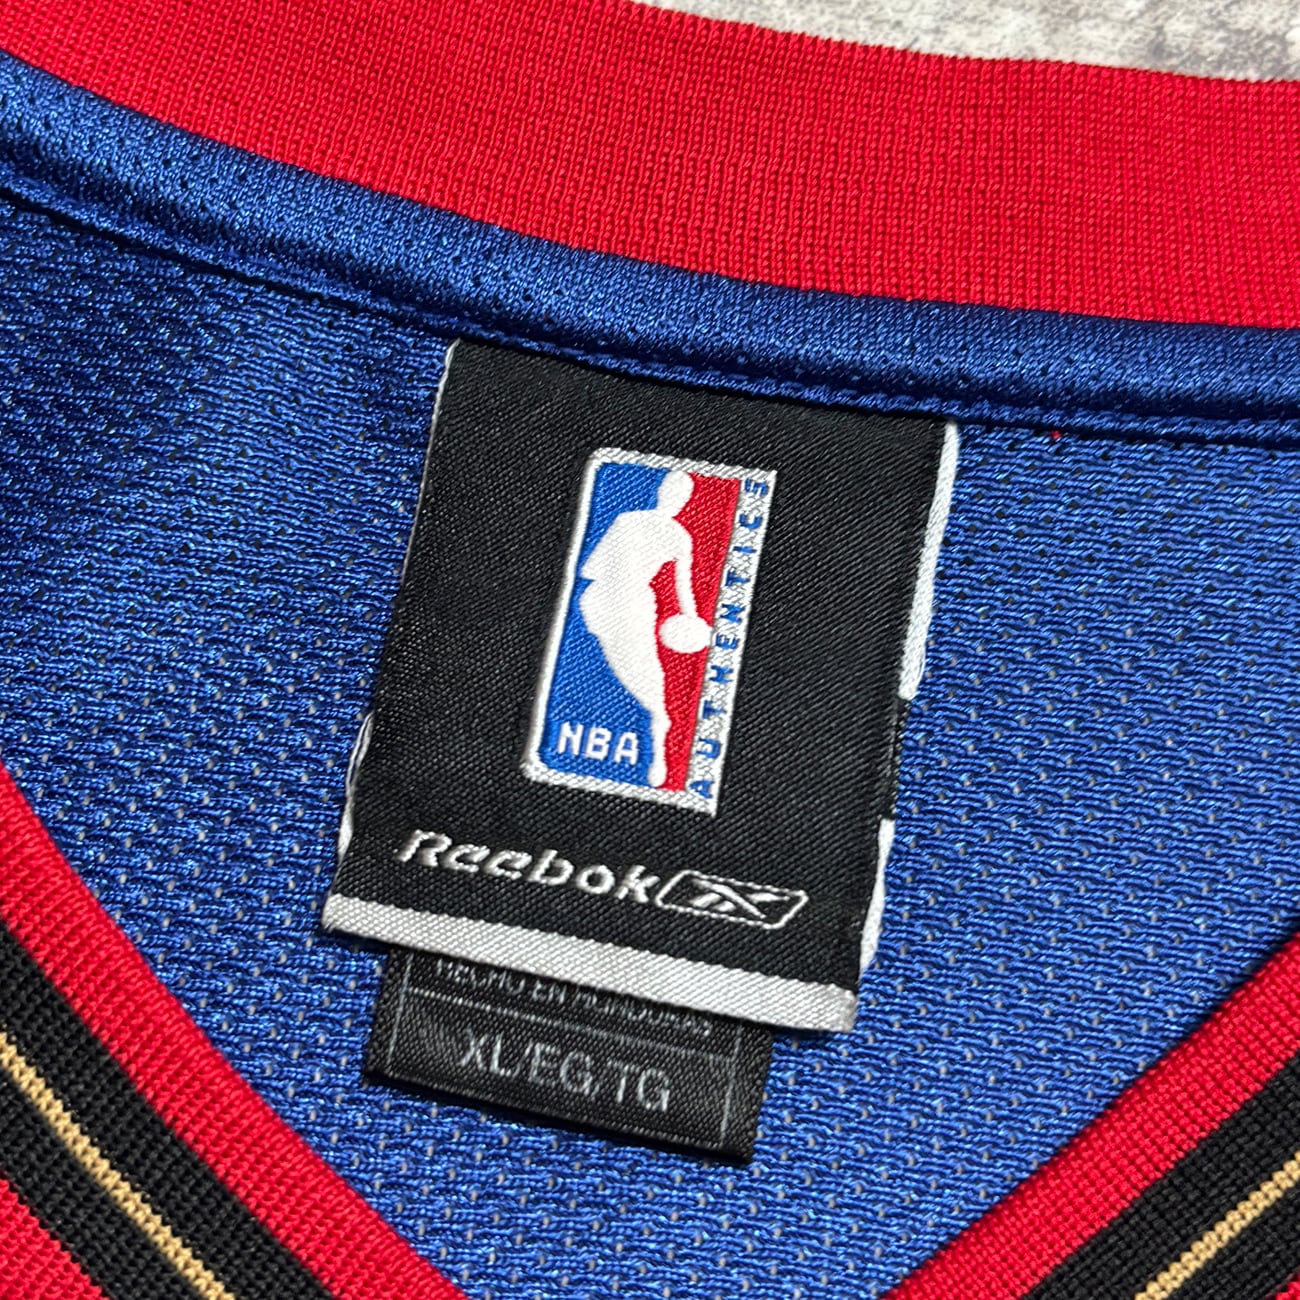 NBA
AUTHENTICS
Reebok
XL/EG/TG